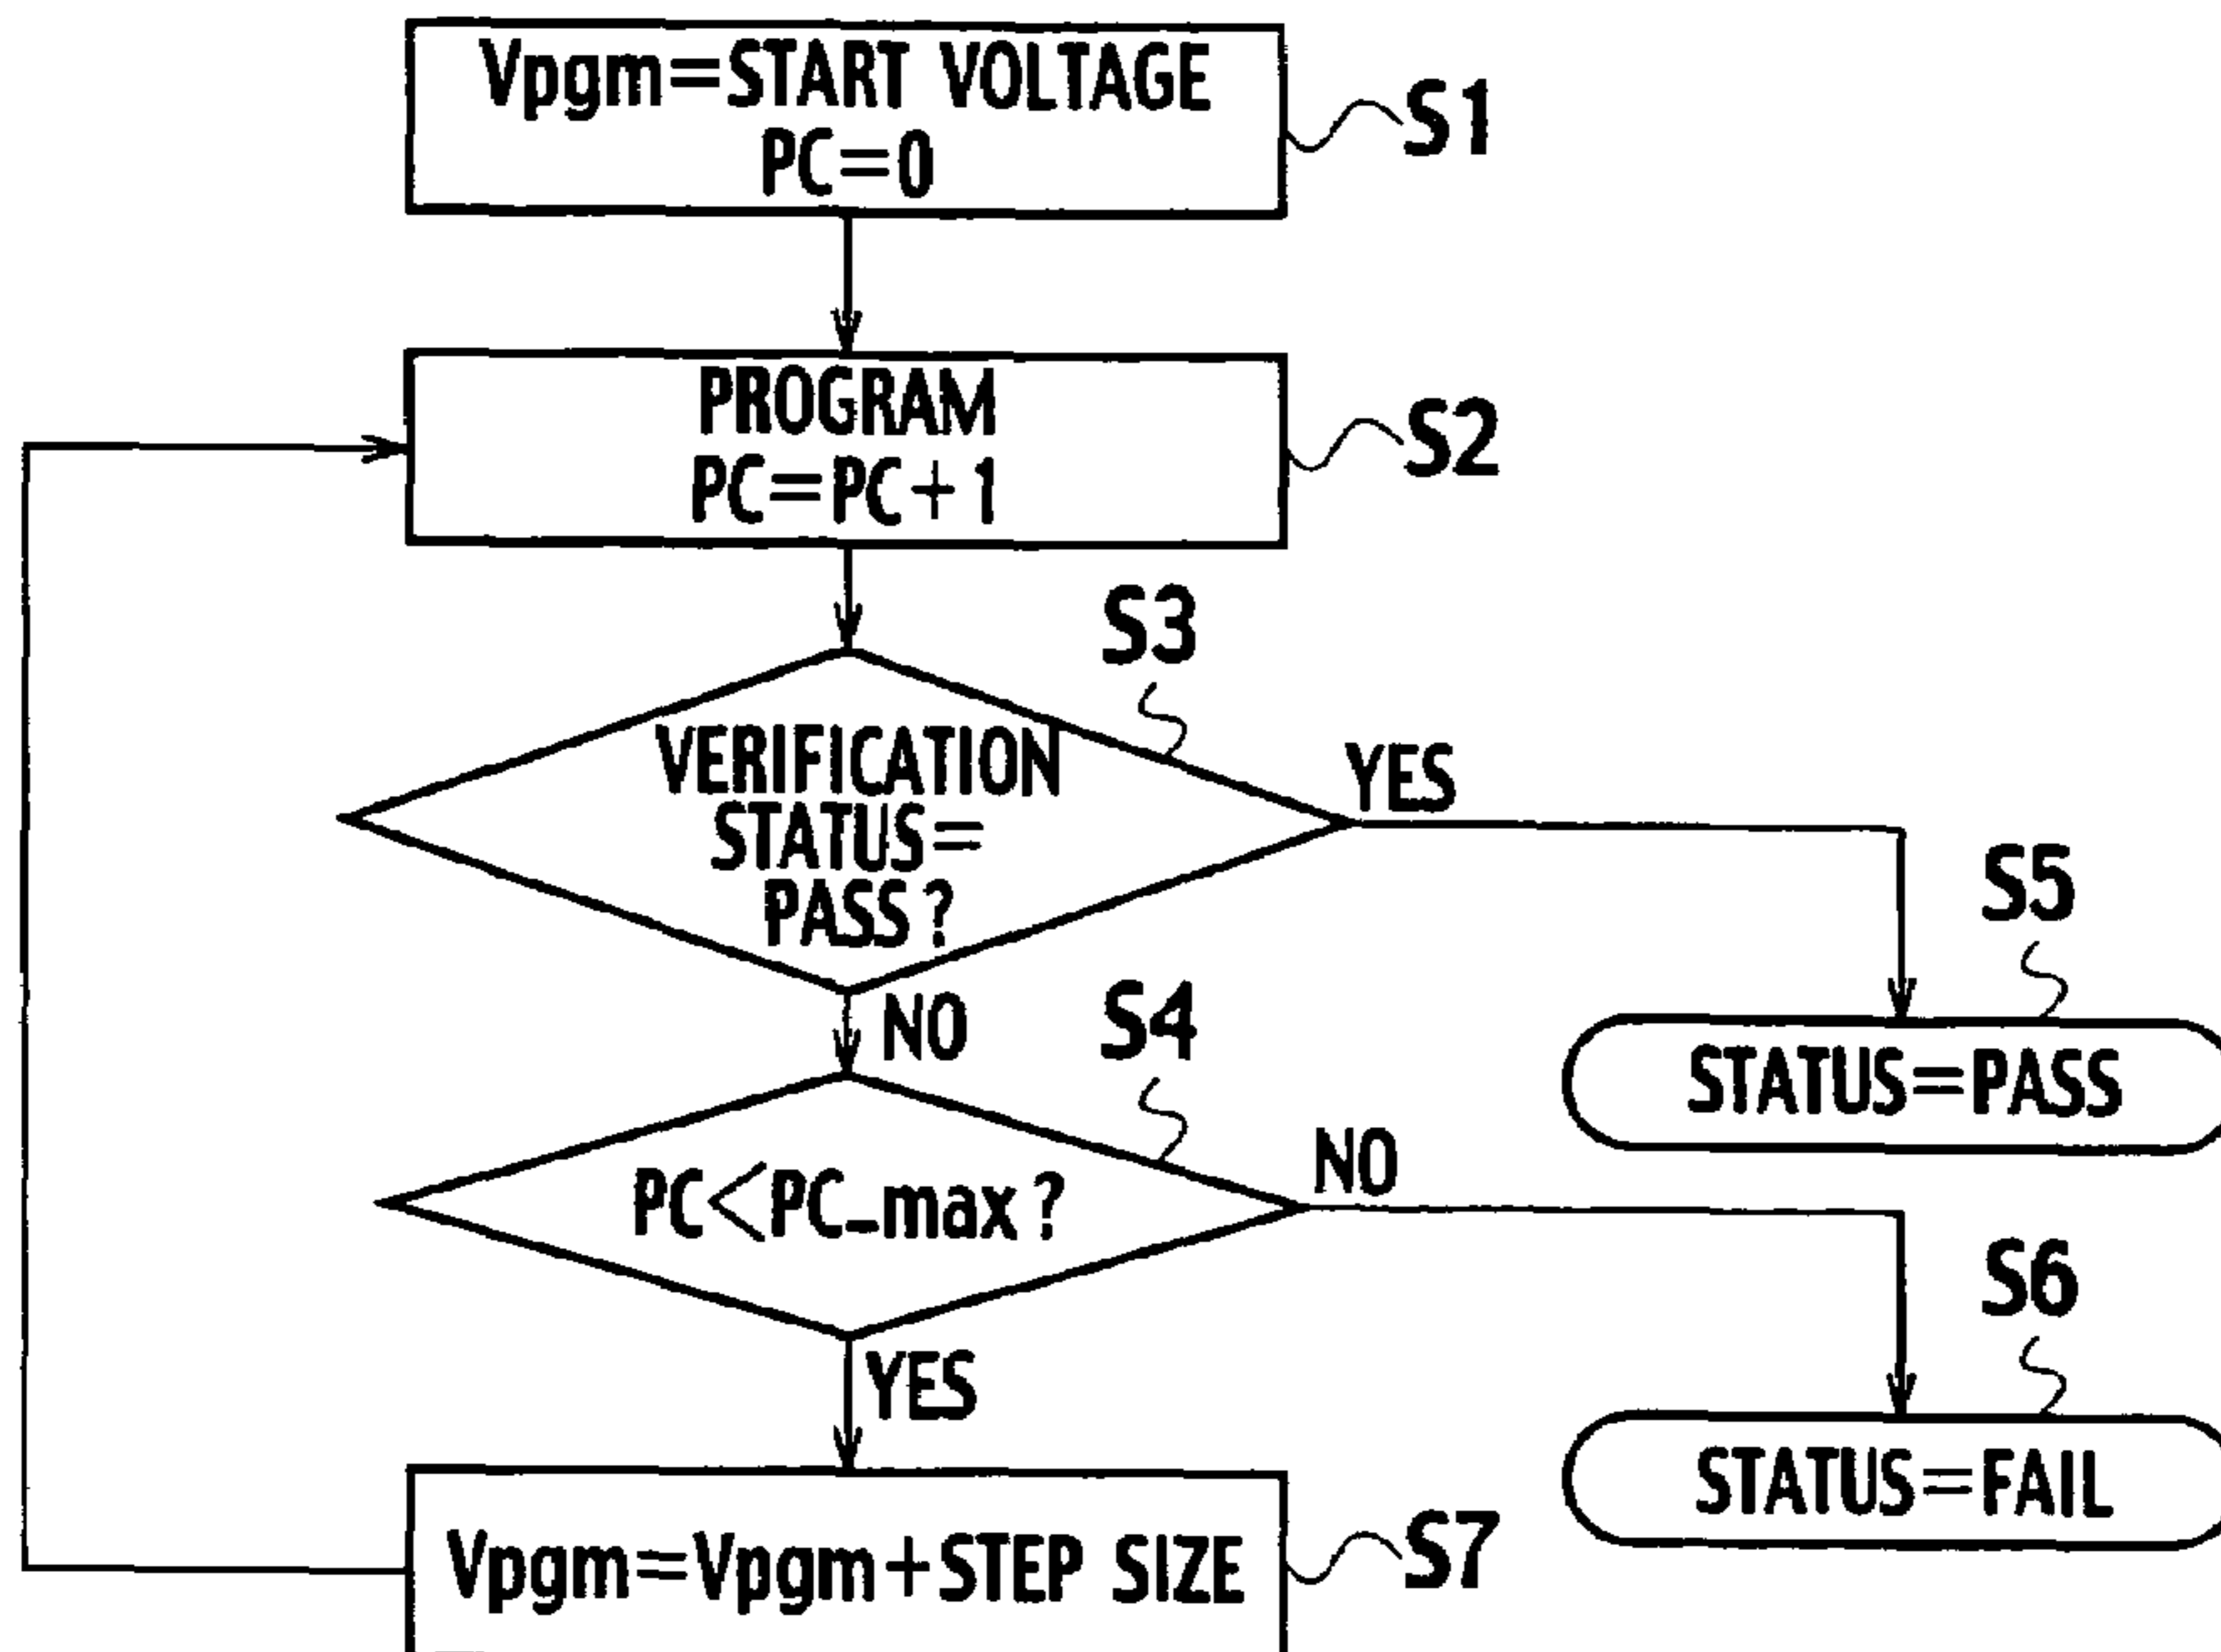 Vpgm=START VOLTAGE
PC=0
S1
PROGRAM
PC=PC+1
S2
S3
VERIFICATION
STATUS=
PASS?
YES
NO
S5
STATUS=PASS
S4
PC<PC_max?
NO
YES
S6
STATUS=FAIL
Vpgm=Vpgm+STEP SIZE
S7